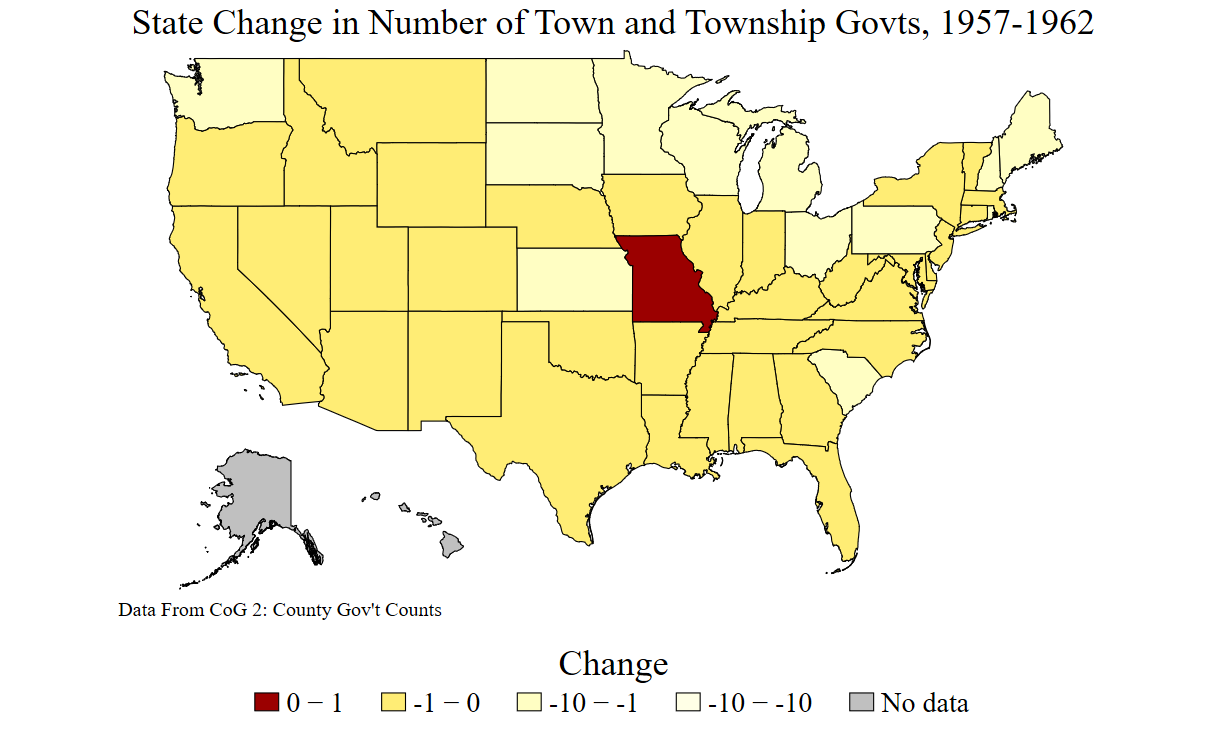 State Change in Number of Town and Township Govts, 1957-1962
Data From CoG 2: County Gov't Counts
Change
0 − 1 -1 − 0 -10 − -1 -10 − -10 No data